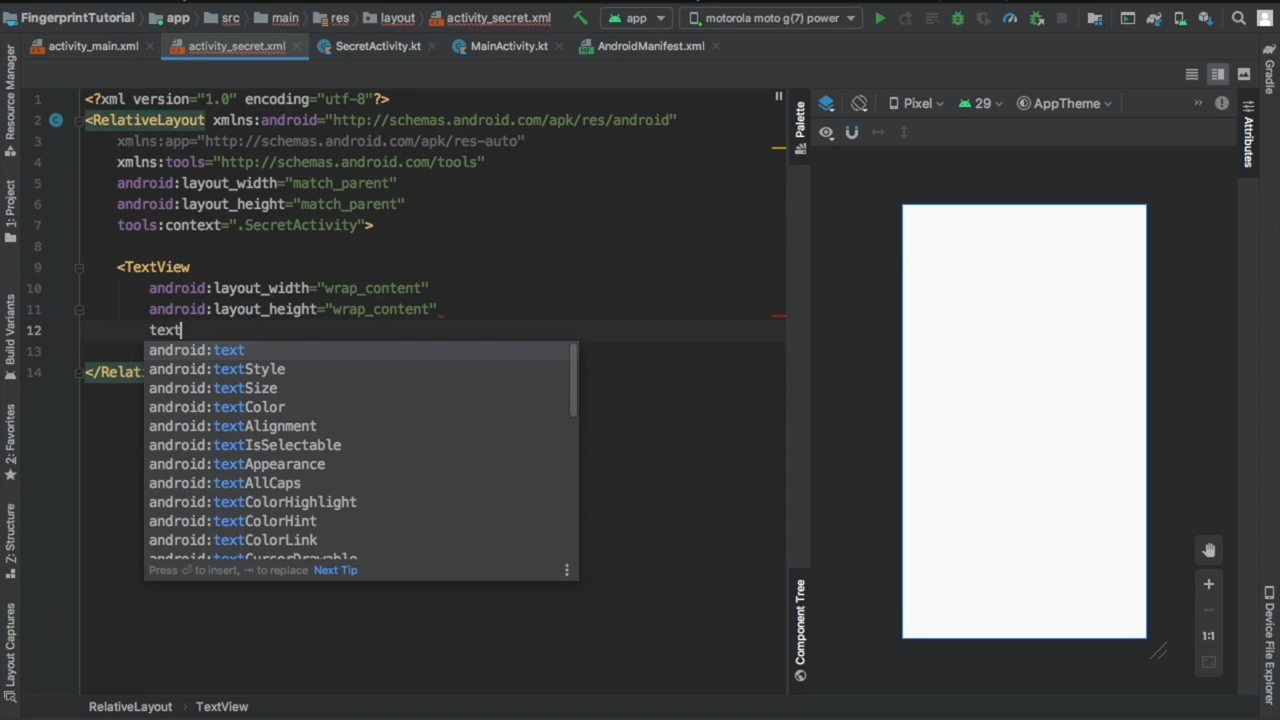 FingerprintTutorial › app › src › main › res › layout › activity_secret.xml app motorola moto g(7) power
activity_main.xml activity_secret.xml SecretActivity.kt MainActivity.kt AndroidManifest.xml
Pixel 29 AppTheme »
1 <?xml version="1.0" encoding="utf-8"?>
2 <RelativeLayout xmlns:android="http://schemas.android.com/apk/res/android"
3 xmlns:app="http://schemas.android.com/apk/res-auto"
4 xmlns:tools="http://schemas.android.com/tools"
5 android:layout_width="match_parent"
6 android:layout_height="match_parent"
7 tools:context=".SecretActivity">
8
9 <TextView
10 android:layout_width="wrap_content"
11 android:layout_height="wrap_content"
12 text
13
14 </Relati
android:text
android:textStyle
android:textSize
android:textColor
android:textAlignment
android:textIsSelectable
android:textAppearance
android:textAllCaps
android:textColorHighlight
android:textColorHint
android:textColorLink
android:textCursorDrawable
Press ⏎ to insert, ⇥ to replace Next Tip
RelativeLayout › TextView
Resource Manager
1: Project
Build Variants
2: Favorites
Z: Structure
Layout Captures
Palette
Component Tree
1:1
Gradle
Attributes
Device File Explorer